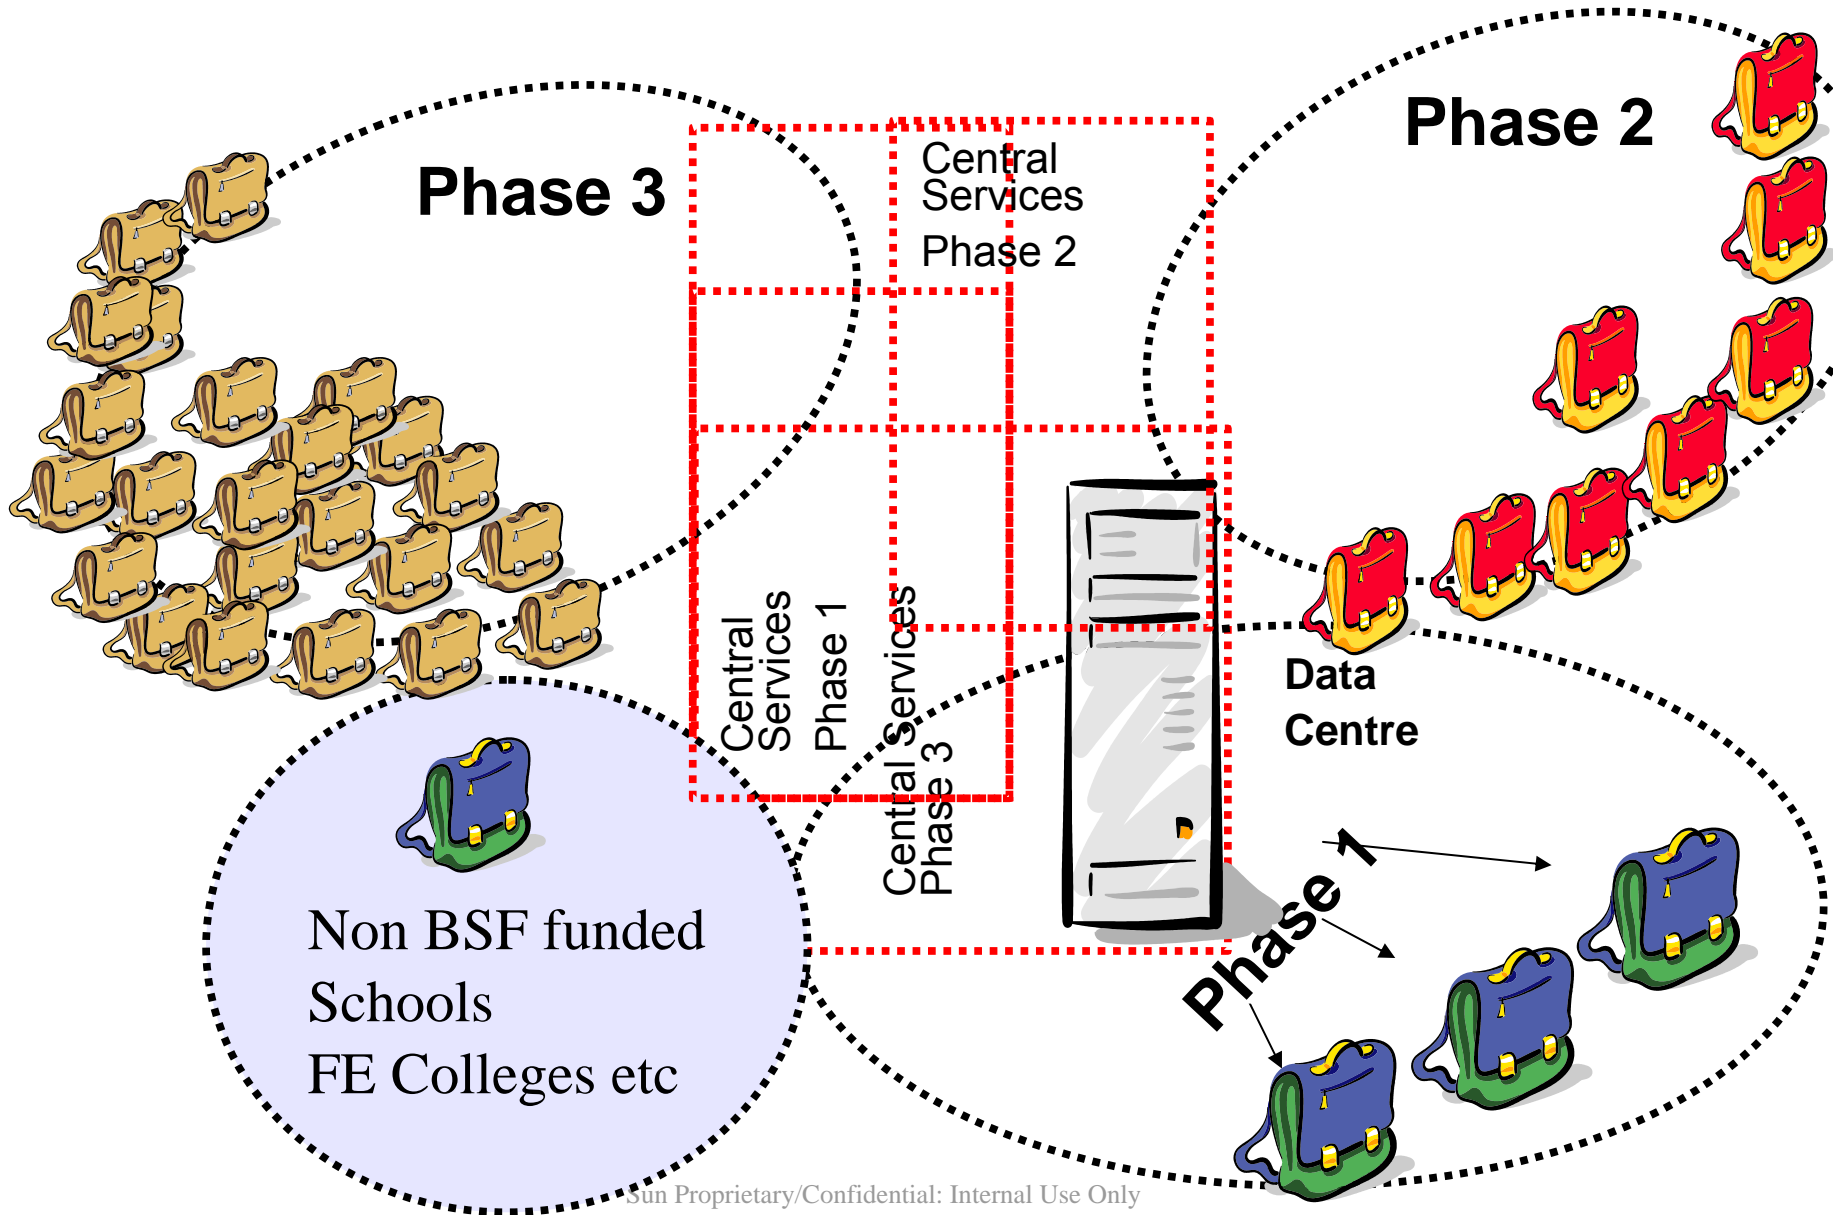 Phase 3
Central
Services
Phase 2
Phase 2
Central
Services
Phase 1
Central Services
Phase 3
Data
Centre
Phase 1
Non BSF funded
Schools
FE Colleges etc
Sun Proprietary/Confidential: Internal Use Only